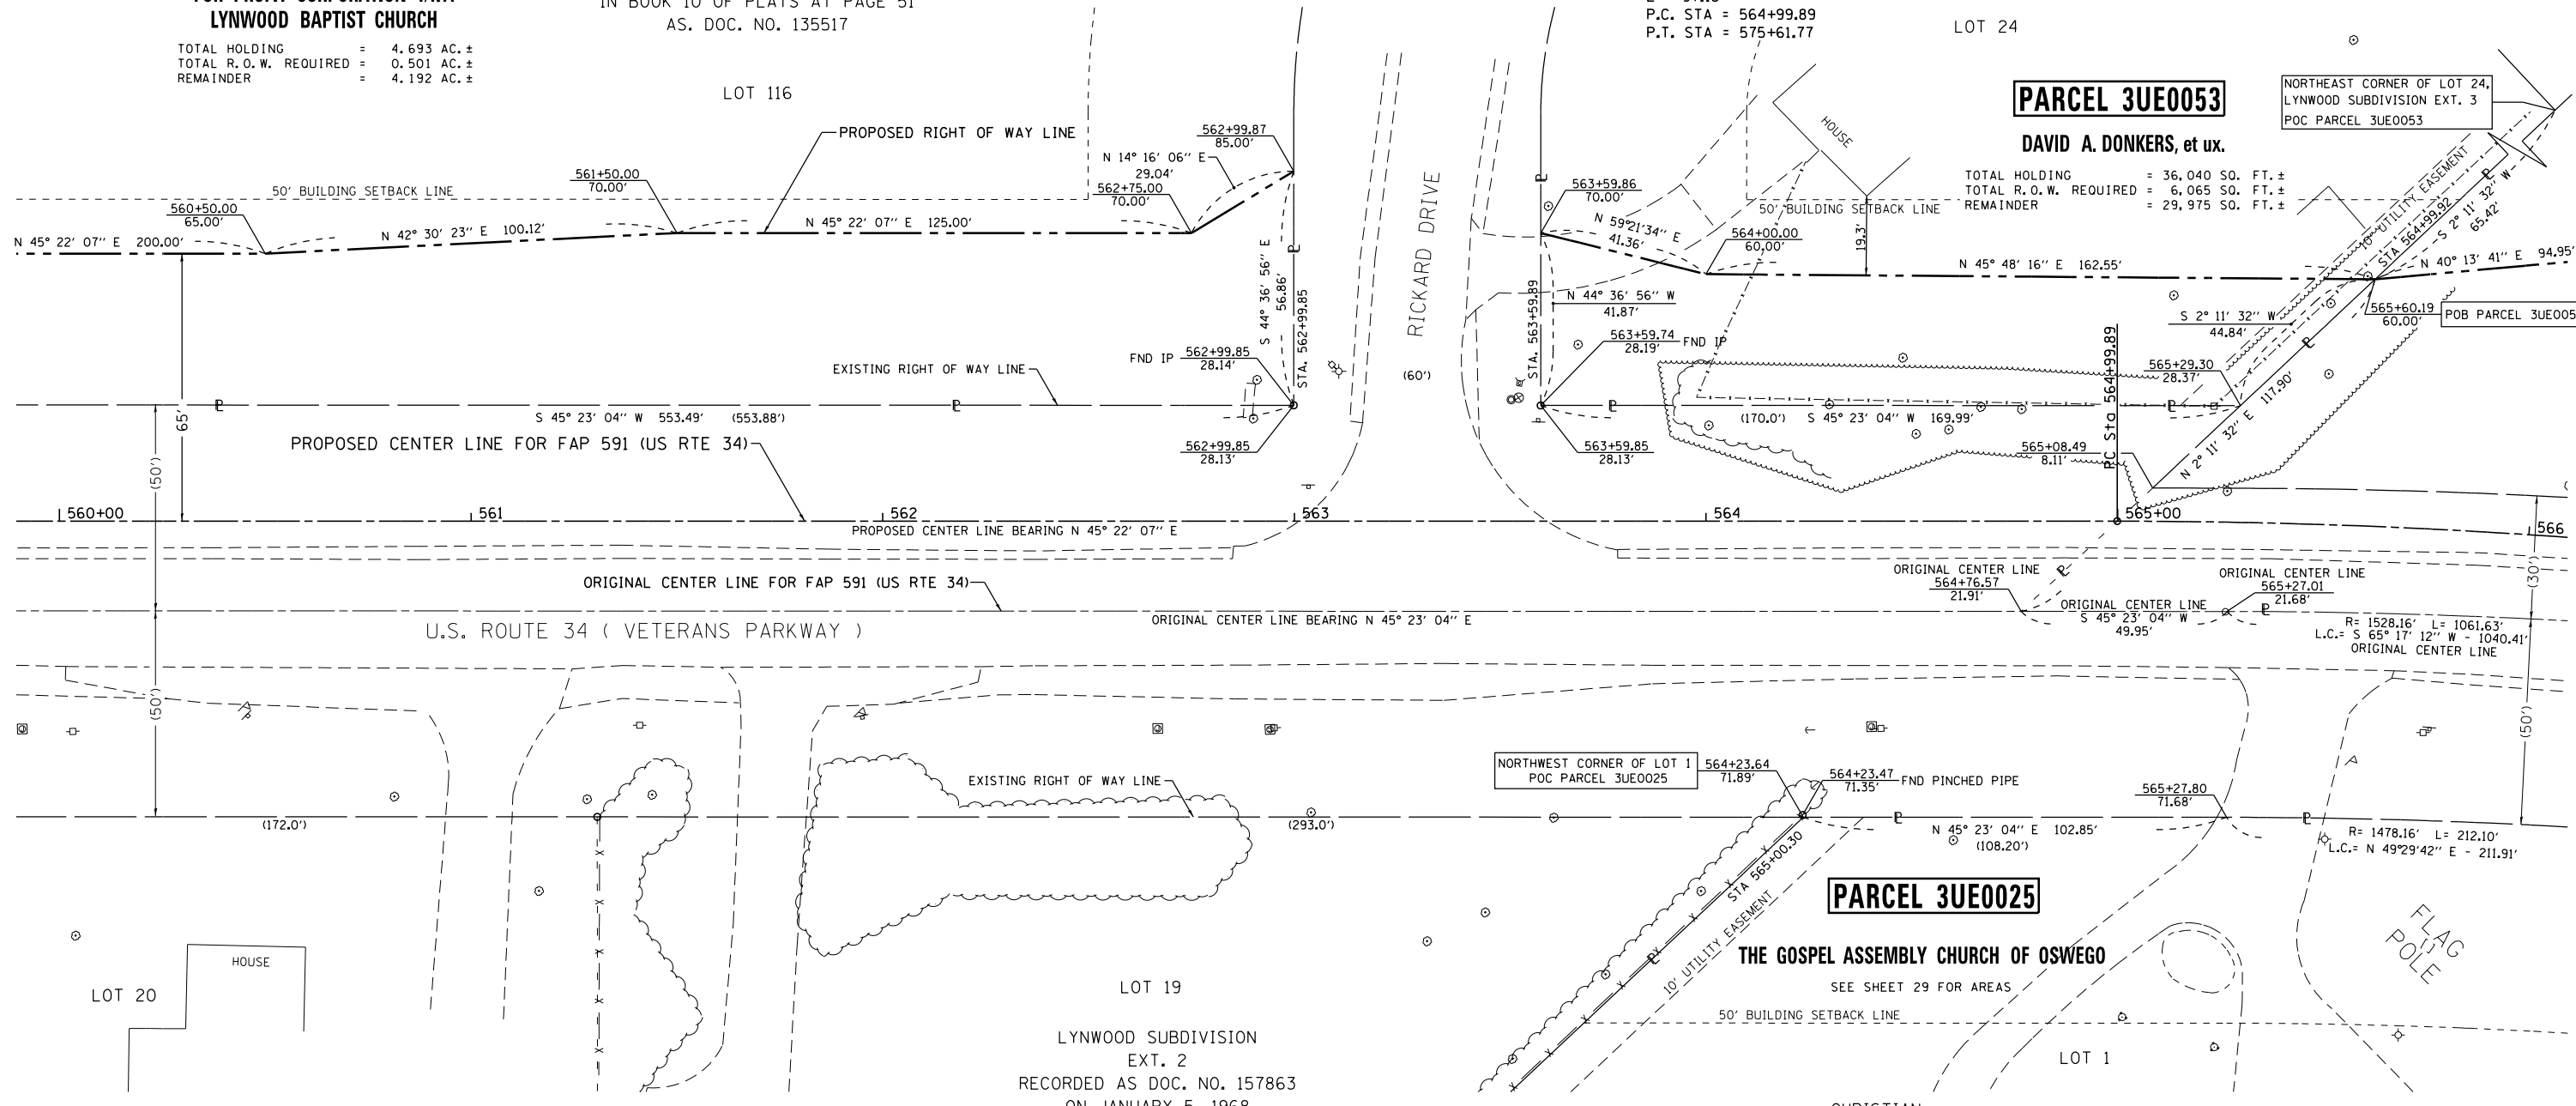 LYNWOOD BAPTIST CHURCH
TOTAL HOLDING = 4.693 AC.±
TOTAL R.O.W. REQUIRED = 0.501 AC.±
REMAINDER = 4.192 AC.±
IN BOOK 10 OF PLATS AT PAGE 51
AS. DOC. NO. 135517
LOT 116
P.C. STA = 564+99.89
P.T. STA = 575+61.77
LOT 24
PARCEL 3UE0053
DAVID A. DONKERS, et ux.
TOTAL HOLDING = 36,040 SQ. FT.±
TOTAL R.O.W. REQUIRED = 6,065 SQ. FT.±
REMAINDER = 29,975 SQ. FT.±
NORTHEAST CORNER OF LOT 24,
LYNWOOD SUBDIVISION EXT. 3
POC PARCEL 3UE0053
HOUSE
PROPOSED RIGHT OF WAY LINE
562+99.87
85.00'
N 14° 16' 06'' E
29.04'
562+75.00
70.00'
561+50.00
70.00'
50' BUILDING SETBACK LINE
560+50.00
65.00'
N 45° 22' 07'' E 200.00'
N 42° 30' 23'' E 100.12'
N 45° 22' 07'' E 125.00'
S 44° 36' 56'' E
56.86'
STA. 562+99.85
RICKARD DRIVE
(60')
563+59.86
70.00'
N 59°21'34'' E
41.36'
564+00.00
60.00'
50' BUILDING SETBACK LINE
19.3'
N 45° 48' 16'' E 162.55'
10' UTILITY EASEMENT
STA 564+99.92
S 2° 11' 32'' W
65.42'
N 40° 13' 41'' E 94.95'
STA. 563+59.89
N 44° 36' 56'' W
41.87'
S 2° 11' 32'' W
44.84'
565+60.19
60.00'
POB PARCEL 3UE005
563+59.74
28.19'
FND IP
FND IP
562+99.85
28.14'
EXISTING RIGHT OF WAY LINE
PC Sta 564+99.89
565+29.30
28.37'
N 2° 11' 32'' E 117.90'
65'
S 45° 23' 04'' W 553.49' (553.88')
(170.0') S 45° 23' 04'' W 169.99'
PROPOSED CENTER LINE FOR FAP 591 (US RTE 34)
562+99.85
28.13'
563+59.85
28.13'
565+08.49
8.11'
(50')
560+00
561
562
563
564
565+00
566
PROPOSED CENTER LINE BEARING N 45° 22' 07'' E
ORIGINAL CENTER LINE FOR FAP 591 (US RTE 34)
ORIGINAL CENTER LINE
564+76.57
21.91'
ORIGINAL CENTER LINE
565+27.01
21.68'
(30')
ORIGINAL CENTER LINE
S 45° 23' 04'' W
49.95'
ORIGINAL CENTER LINE BEARING N 45° 23' 04'' E
R= 1528.16' L= 1061.63'
L.C.= S 65° 17' 12'' W - 1040.41'
ORIGINAL CENTER LINE
U.S. ROUTE 34 ( VETERANS PARKWAY )
(50')
(50')
NORTHWEST CORNER OF LOT 1
POC PARCEL 3UE0025
564+23.64
71.89'
564+23.47
71.35'
FND PINCHED PIPE
EXISTING RIGHT OF WAY LINE
565+27.80
71.68'
(172.0')
(293.0')
N 45° 23' 04'' E 102.85'
(108.20')
R= 1478.16' L= 212.10'
L.C.= N 49°29'42'' E - 211.91'
STA 565+00.30
10' UTILITY EASEMENT
PARCEL 3UE0025
THE GOSPEL ASSEMBLY CHURCH OF OSWEGO
SEE SHEET 29 FOR AREAS
50' BUILDING SETBACK LINE
FLAG
POLE
HOUSE
LOT 20
LOT 19
LYNWOOD SUBDIVISION
EXT. 2
RECORDED AS DOC. NO. 157863
ON JANUARY 5, 1968
LOT 1